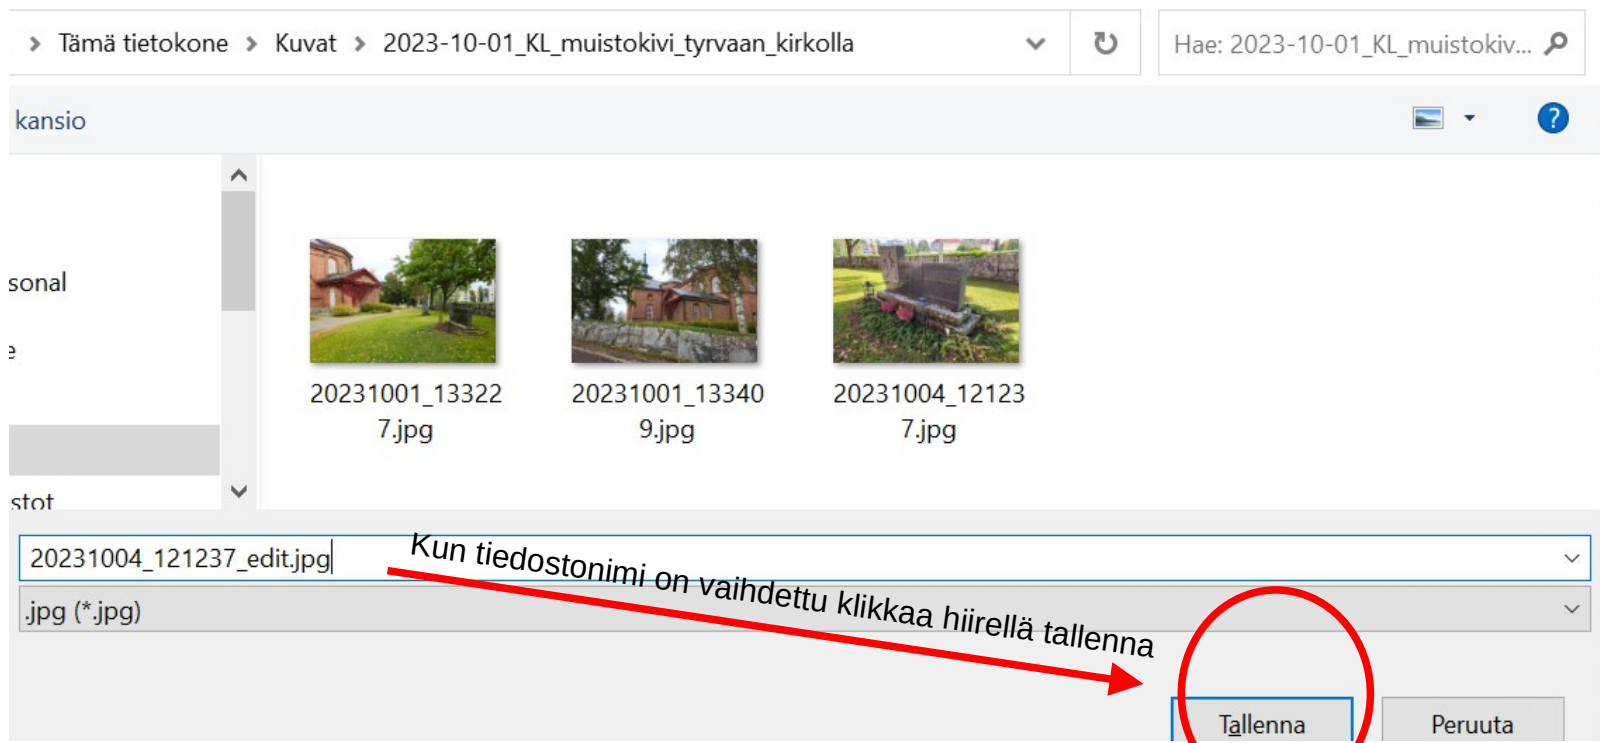 Tämä tietokone > Kuvat > 2023-10-01_KL_muistokivi_tyrvaan_kirkolla
Hae: 2023-10-01_KL_muistokiv...
kansio
sonal
e
stot
20231001_13322
7.jpg
20231001_13340
9.jpg
20231004_12123
7.jpg
20231004_121237_edit.jpg
Kun tiedostonimi on vaihdettu klikkaa hiirellä tallenna
.jpg (*.jpg)
Tallenna
Peruuta